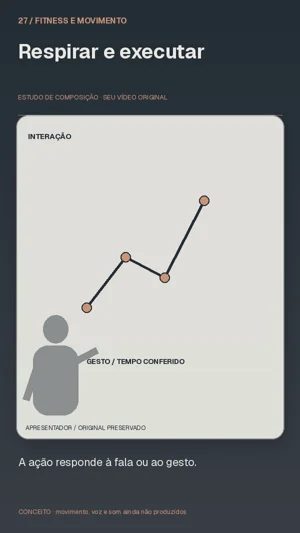 27 / FITNESS E MOVIMENTO
Respirar e executar
ESTUDO DE COMPOSIÇÃO · SEU VÍDEO ORIGINAL
INTERAÇÃO
GESTO / TEMPO CONFERIDO
APRESENTADOR / ORIGINAL PRESERVADO
A ação responde à fala ou ao gesto.
CONCEITO · movimento, voz e som ainda não produzidos